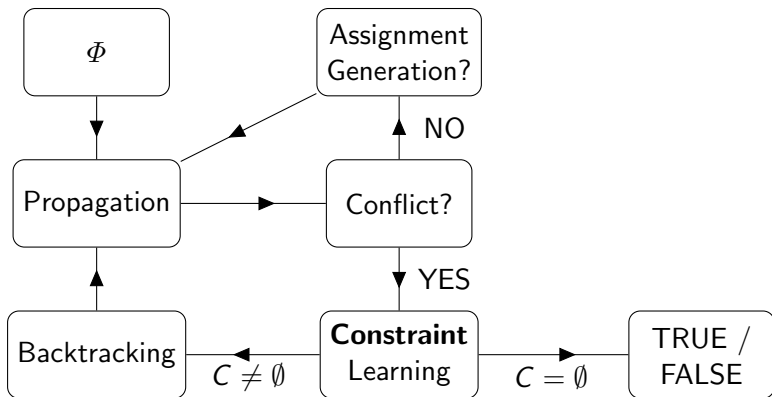 Φ
Assignment
Generation?
NO
Propagation
Conflict?
YES
Backtracking
C ≠ ∅
Constraint
Learning
C = ∅
TRUE /
FALSE